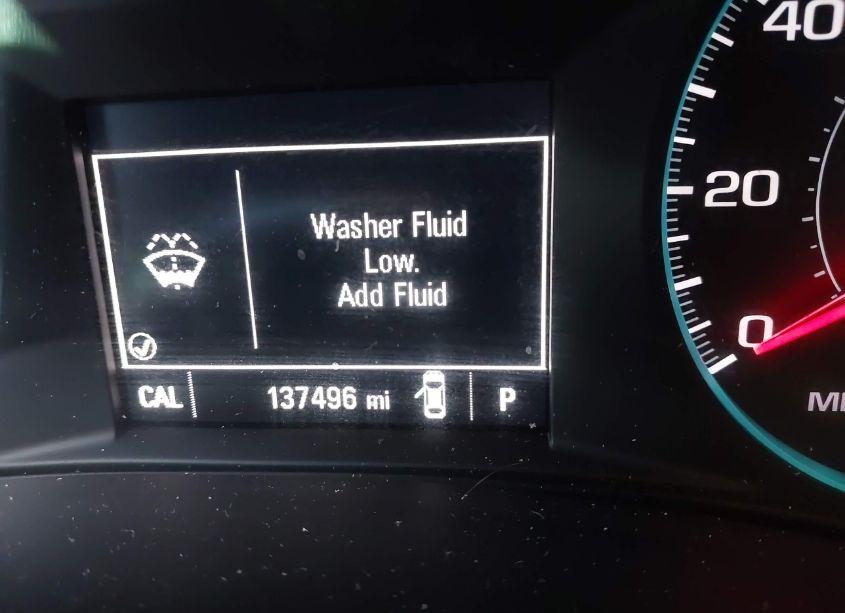 Washer Fluid
Low.
Add Fluid
CAL
137496 mi
P
40
20
0